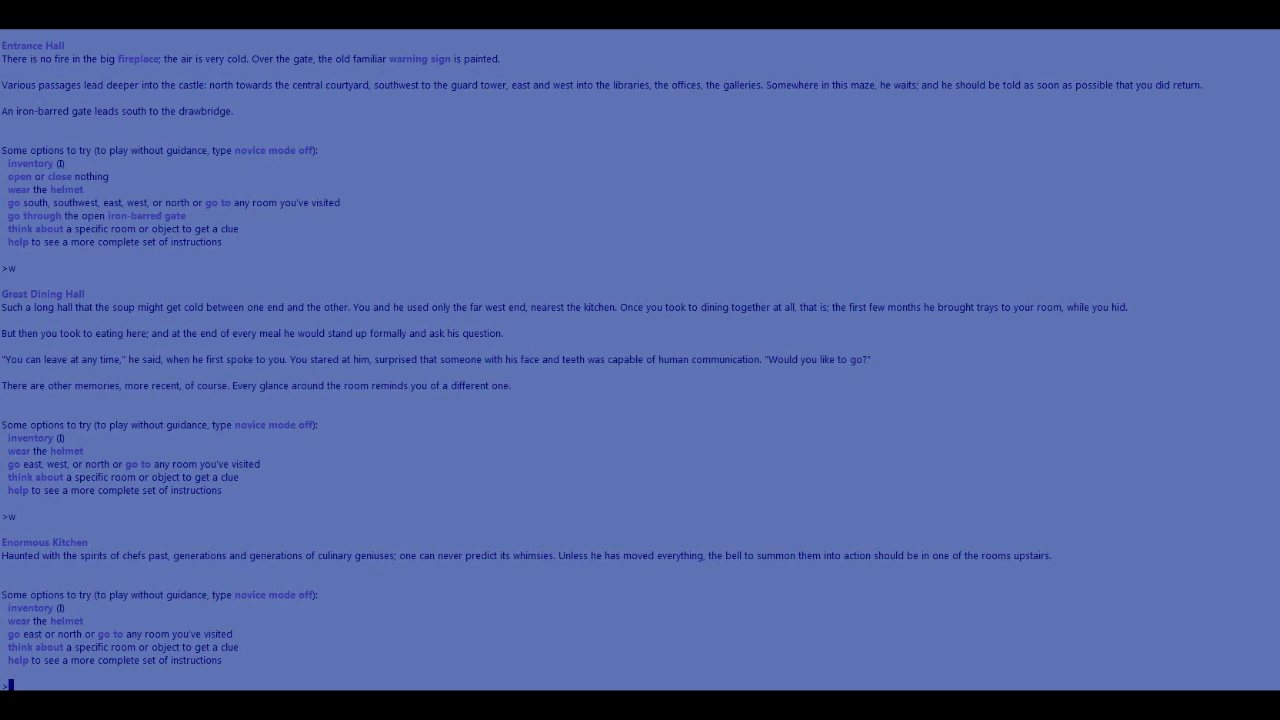 Entrance Hall
There is no fire in the big fireplace; the air is very cold. Over the gate, the old familiar warning sign is painted.
Various passages lead deeper into the castle: north towards the central courtyard, southwest to the guard tower, east and west into the libraries, the offices, the galleries. Somewhere in this maze, he waits; and he should be told as soon as possible that you did return.
An iron-barred gate leads south to the drawbridge.
Some options to try (to play without guidance, type novice mode off):
inventory (I)
open or close nothing
wear the helmet
go south, southwest, east, west, or north or go to any room you've visited
go through the open iron-barred gate
think about a specific room or object to get a clue
help to see a more complete set of instructions
>w
Great Dining Hall
Such a long hall that the soup might get cold between one end and the other. You and he used only the far west end, nearest the kitchen. Once you took to dining together at all, that is; the first few months he brought trays to your room, while you hid.
But then you took to eating here; and at the end of every meal he would stand up formally and ask his question.
"You can leave at any time," he said, when he first spoke to you. You stared at him, surprised that someone with his face and teeth was capable of human communication. "Would you like to go?"
There are other memories, more recent, of course. Every glance around the room reminds you of a different one.
Some options to try (to play without guidance, type novice mode off):
inventory (I)
wear the helmet
go east, west, or north or go to any room you've visited
think about a specific room or object to get a clue
help to see a more complete set of instructions
>w
Enormous Kitchen
Haunted with the spirits of chefs past, generations and generations of culinary geniuses; one can never predict its whimsies. Unless he has moved everything, the bell to summon them into action should be in one of the rooms upstairs.
Some options to try (to play without guidance, type novice mode off):
inventory (I)
wear the helmet
go east or north or go to any room you've visited
think about a specific room or object to get a clue
help to see a more complete set of instructions
>